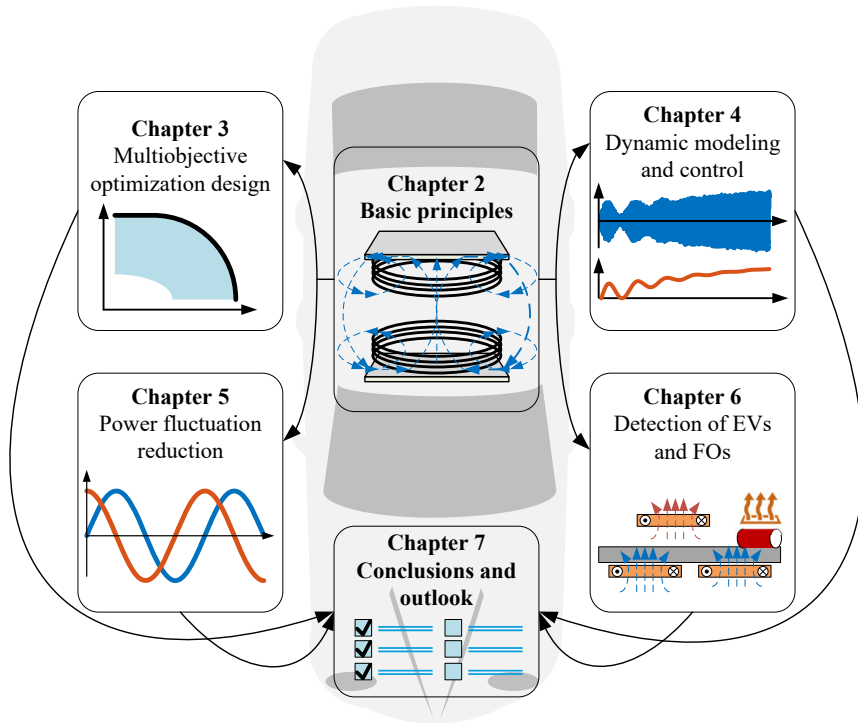 Chapter 3
Multiobjective
optimization design
Chapter 2
Basic principles
Chapter 4
Dynamic modeling
and control
Chapter 5
Power fluctuation
reduction
Chapter 6
Detection of EVs
and FOs
Chapter 7
Conclusions and
outlook